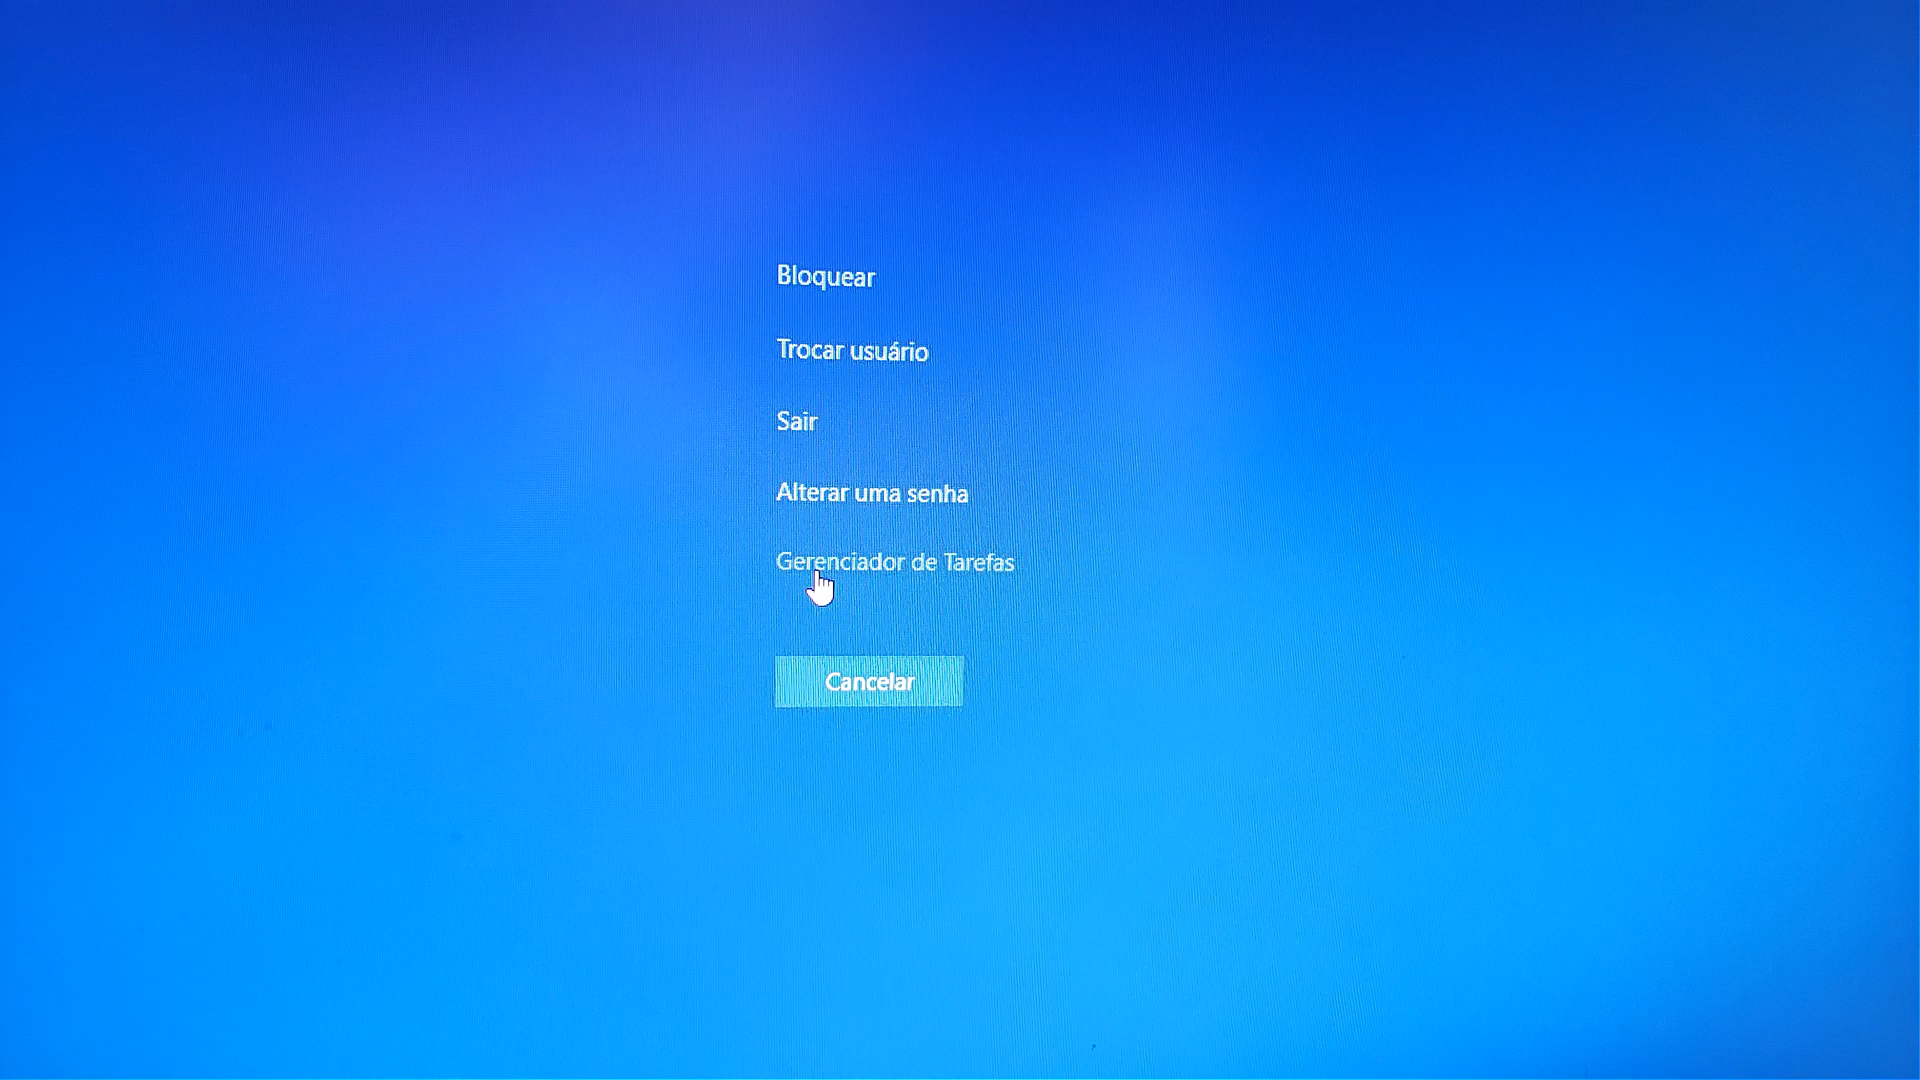 Bloquear
Trocar usuário
Sair
Alterar uma senha
Gerenciador de Tarefas
Cancelar